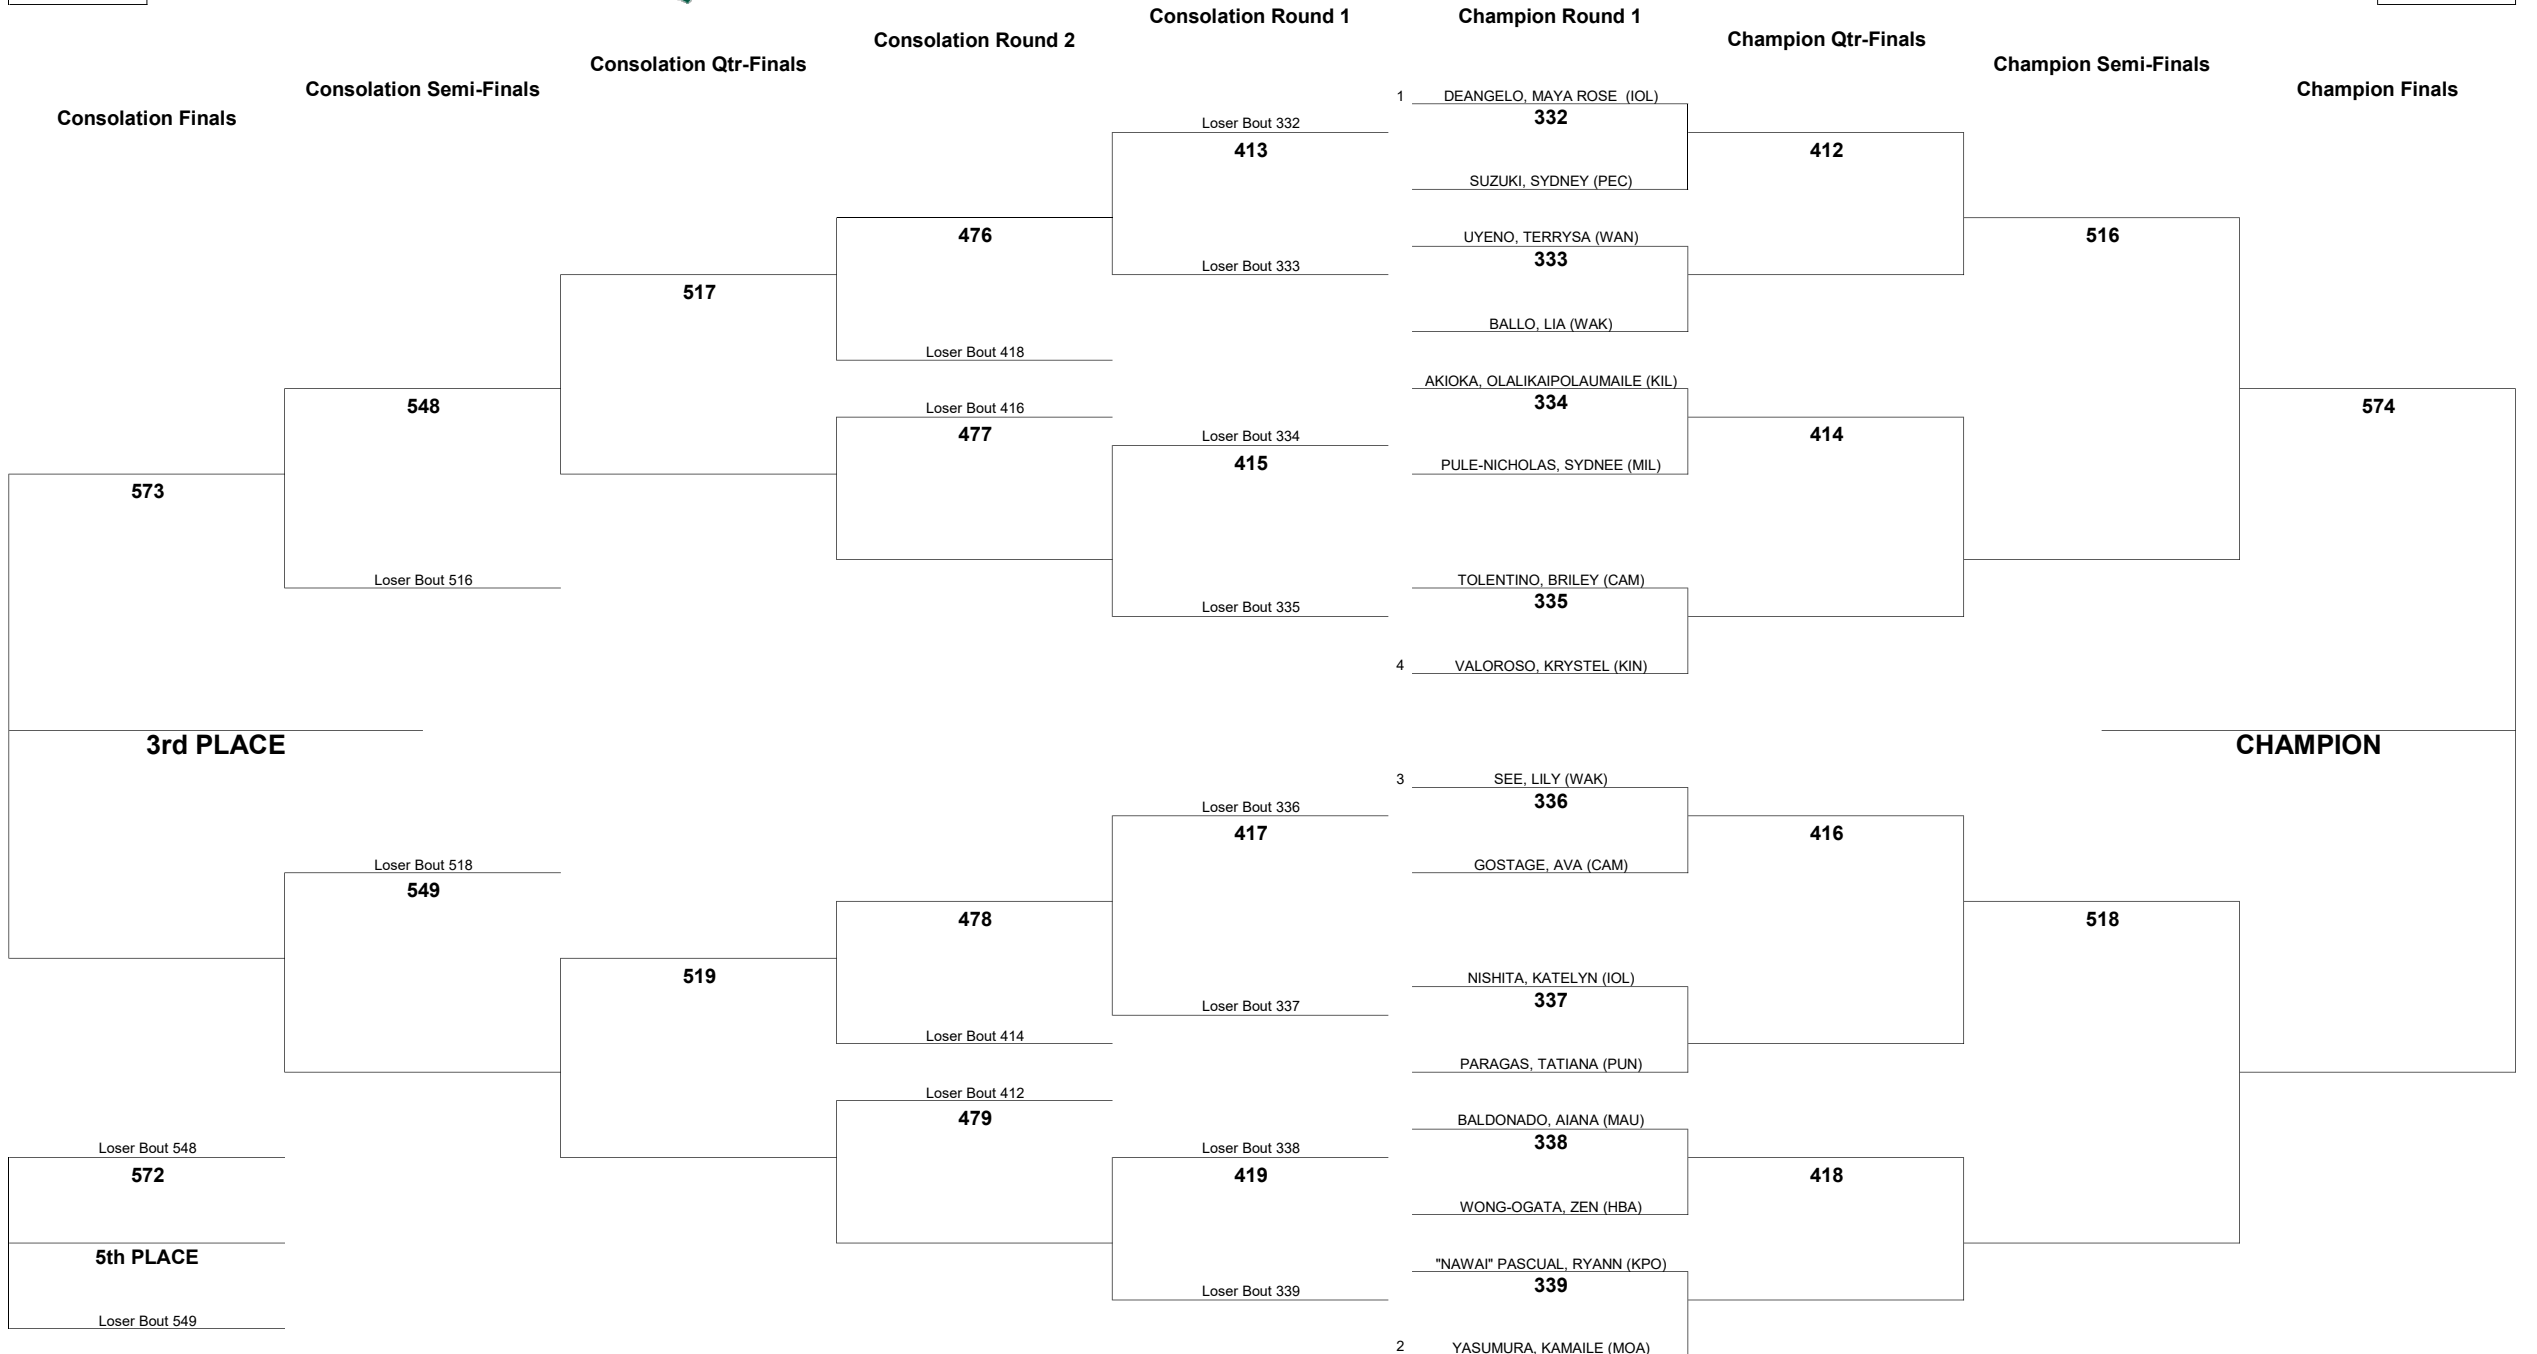 Consolation Round 1
Champion Round 1
Consolation Round 2
Champion Qtr-Finals
Consolation Qtr-Finals
Champion Semi-Finals
Consolation Semi-Finals
Champion Finals
Consolation Finals
1 DEANGELO, MAYA ROSE (IOL)
332
Loser Bout 332
413
412
SUZUKI, SYDNEY (PEC)
476
UYENO, TERRYSA (WAN)
516
333
Loser Bout 333
517
BALLO, LIA (WAK)
Loser Bout 418
AKIOKA, OLALIKAIPOLAUMAILE (KIL)
548
Loser Bout 416
334
574
477
Loser Bout 334
414
415
PULE-NICHOLAS, SYDNEE (MIL)
573
Loser Bout 516
TOLENTINO, BRILEY (CAM)
335
Loser Bout 335
4 VALOROSO, KRYSTEL (KIN)
3rd PLACE
CHAMPION
3 SEE, LILY (WAK)
336
Loser Bout 336
417
416
Loser Bout 518
GOSTAGE, AVA (CAM)
549
478
518
519
NISHITA, KATELYN (IOL)
337
Loser Bout 337
Loser Bout 414
PARAGAS, TATIANA (PUN)
Loser Bout 412
479
BALDONADO, AIANA (MAU)
338
Loser Bout 548
Loser Bout 338
572
419
418
WONG-OGATA, ZEN (HBA)
5th PLACE
"NAWAI" PASCUAL, RYANN (KPO)
339
Loser Bout 339
Loser Bout 549
2 YASUMURA, KAMAILE (MOA)